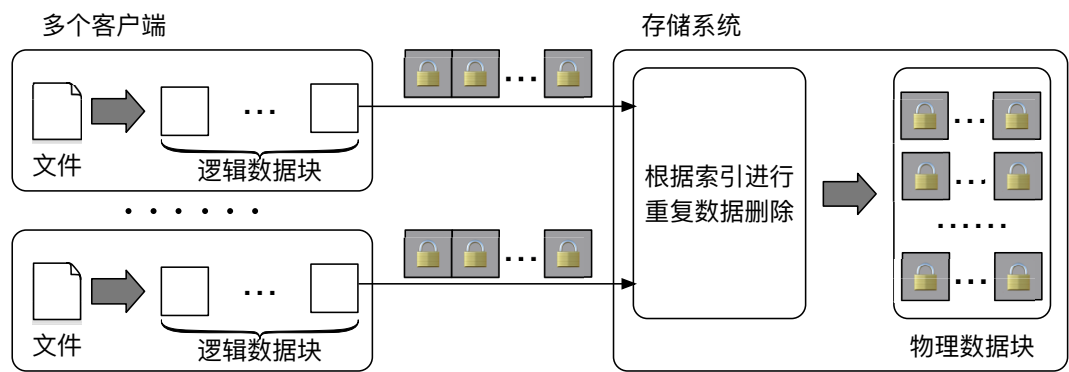 多个客户端
存储系统
文件
...
逻辑数据块
...
......
文件
...
逻辑数据块
...
根据索引进行
重复数据删除
...
...
......
...
物理数据块